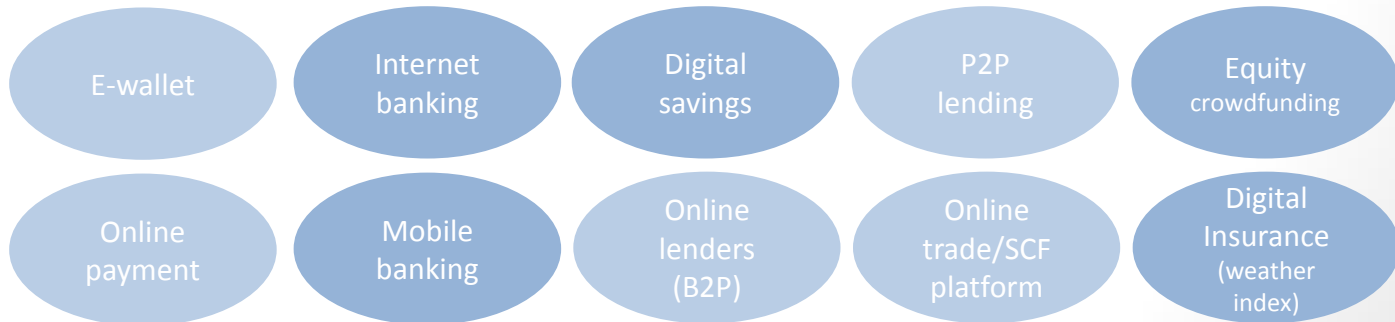 E-wallet
Internet
banking
Digital
savings
P2P
lending
Equity
crowdfunding
Online
payment
Mobile
banking
Online
lenders
(B2P)
Online
trade/SCF
platform
Digital
Insurance
(weather
index)